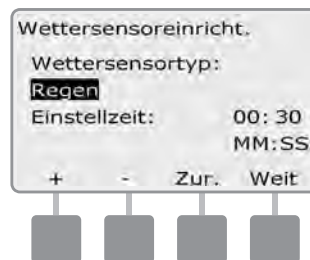 Wettersensoreinricht.
Wettersensortyp:
Regen
Einstellzeit: 00: 30
MM:SS
+ - Zur. Weit